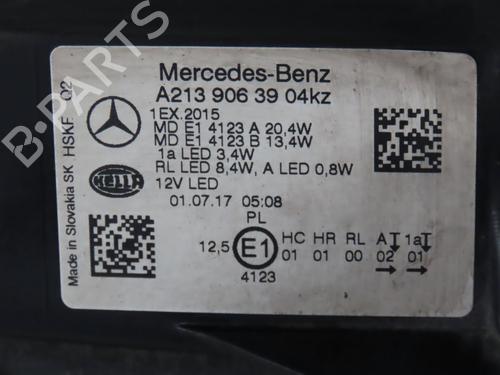 Mercedes-Benz
A213 906 39 04kz
1EX.2015
MD E1 4123 A 20,4W
MD E1 4123 B 13,4W
1a LED 3,4W
RL LED 8,4W, A LED 0,8W
12V LED
01.07.17 05:08
PL
HELLA
Made in Slovakia SK HSKF Q2
12,5 E1 HC HR RL A 1a
01 01 00 02 01
4123
B-PARTS